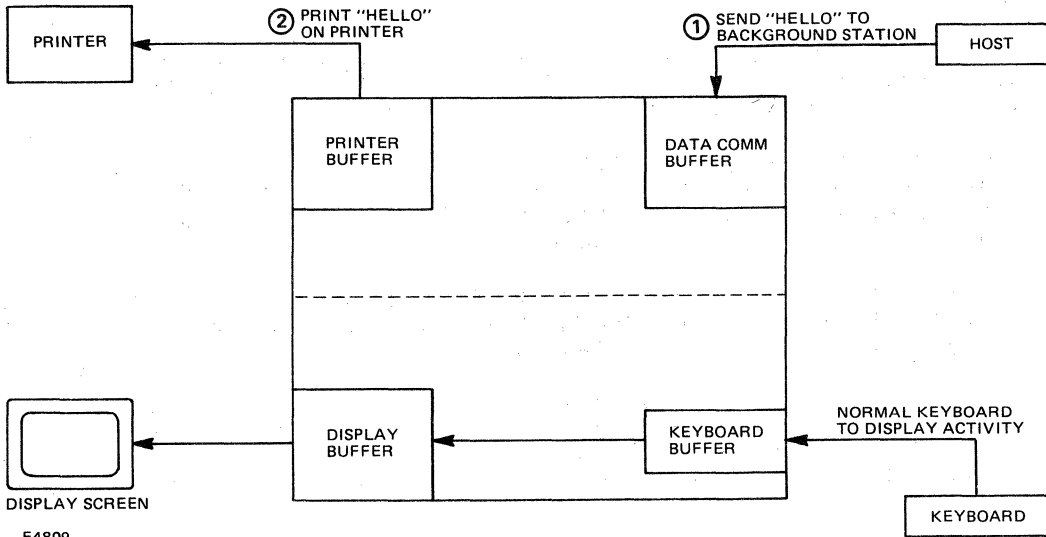 ② PRINT "HELLO"
ON PRINTER
① SEND "HELLO" TO
BACKGROUND STATION
PRINTER
HOST
PRINTER
BUFFER
DATA COMM
BUFFER
NORMAL KEYBOARD
TO DISPLAY ACTIVITY
DISPLAY
BUFFER
KEYBOARD
BUFFER
DISPLAY SCREEN
KEYBOARD
E4809